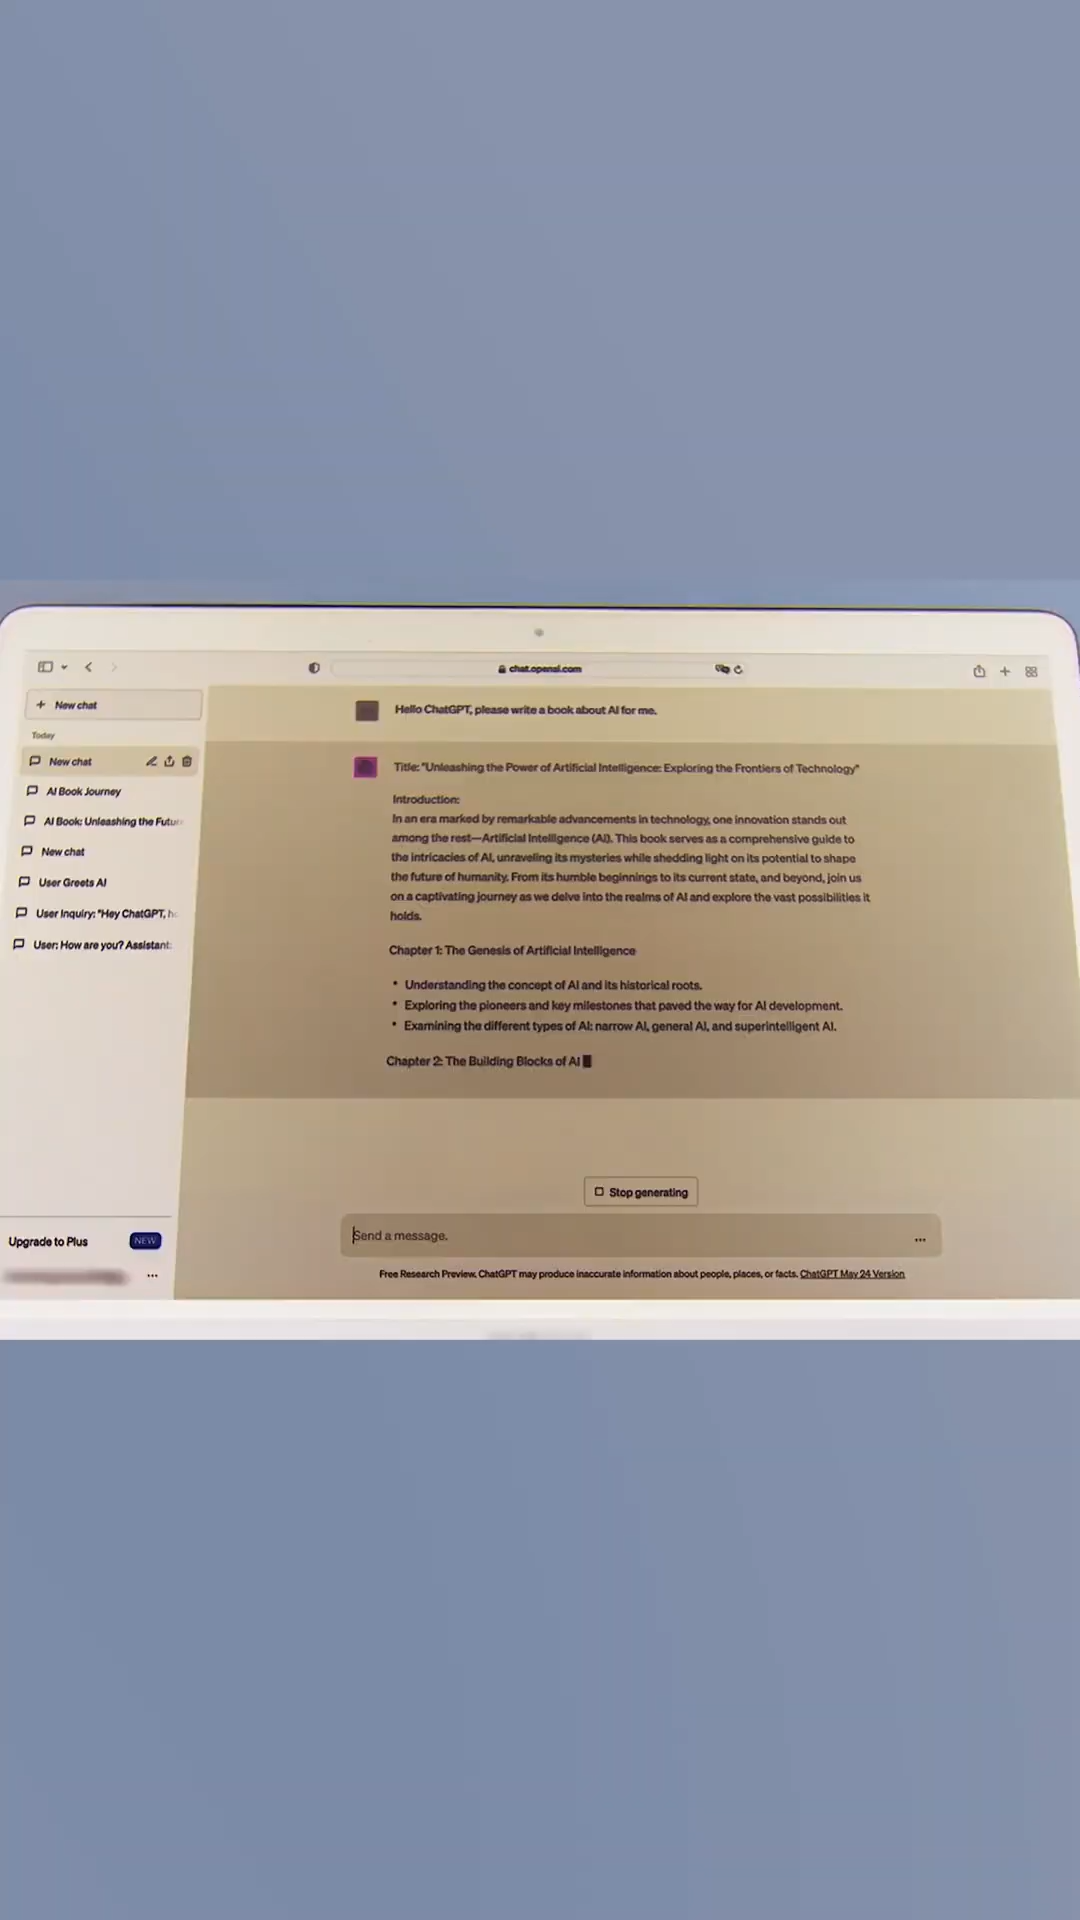 chat.openai.com
+ New chat
Today
New chat
AI Book Journey
AI Book: Unleashing the Futur
New chat
User Greets AI
User Inquiry: "Hey ChatGPT, h
User: How are you? Assistant:
Upgrade to Plus NEW
Hello ChatGPT, please write a book about AI for me.
Title: "Unleashing the Power of Artificial Intelligence: Exploring the Frontiers of Technology"
Introduction:
In an era marked by remarkable advancements in technology, one innovation stands out
among the rest—Artificial Intelligence (AI). This book serves as a comprehensive guide to
the intricacies of AI, unraveling its mysteries while shedding light on its potential to shape
the future of humanity. From its humble beginnings to its current state, and beyond, join us
on a captivating journey as we delve into the realms of AI and explore the vast possibilities it
holds.
Chapter 1: The Genesis of Artificial Intelligence
• Understanding the concept of AI and its historical roots.
• Exploring the pioneers and key milestones that paved the way for AI development.
• Examining the different types of AI: narrow AI, general AI, and superintelligent AI.
Chapter 2: The Building Blocks of AI
Stop generating
Send a message.
Free Research Preview. ChatGPT may produce inaccurate information about people, places, or facts. ChatGPT May 24 Version